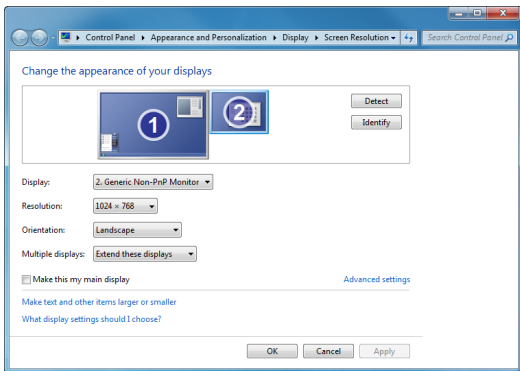 Control Panel ▸ Appearance and Personalization ▸ Display ▸ Screen Resolution Search Control Panel
Change the appearance of your displays
1 2
Detect
Identify
Display: 2. Generic Non-PnP Monitor
Resolution: 1024 × 768
Orientation: Landscape
Multiple displays: Extend these displays
Make this my main display Advanced settings
Make text and other items larger or smaller
What display settings should I choose?
OK Cancel Apply